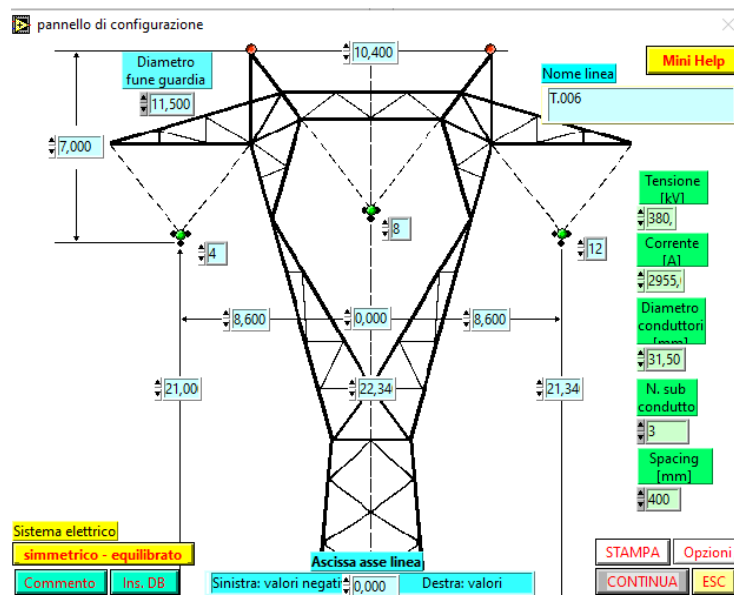 pannello di configurazione
10,400
Diametro
fune guardia
11,500
Mini Help
Nome linea
T.006
7,000
Tensione
[kV]
380,
8
4
12
Corrente
[A]
2955,
8,600
0,000
8,600
Diametro
conduttori
[mm]
31,50
21,00
22,34
21,34
N. sub
condutto
3
Spacing
[mm]
400
Sistema elettrico
simmetrico - equilibrato
Ascissa asse linea
STAMPA
Opzioni
Commento
Ins. DB
Sinistra: valori negati
0,000
Destra: valori
CONTINUA
ESC